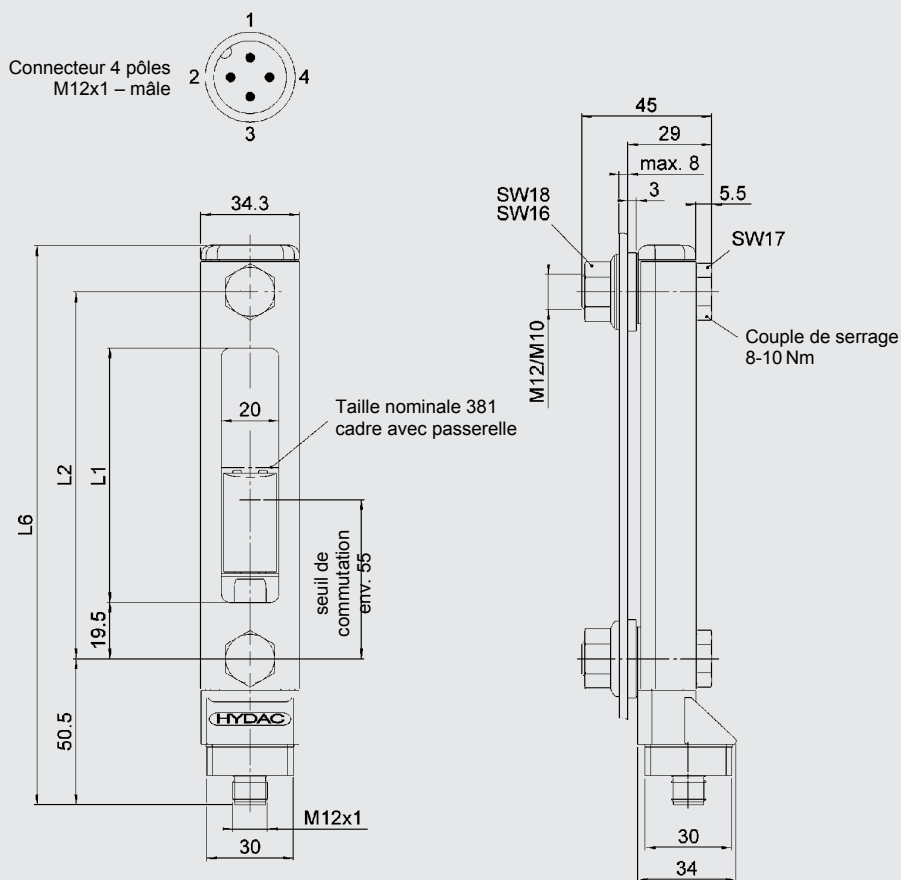 1
Connecteur 4 pôles
M12x1 – mâle
2
4
3
45
29
max. 8
3
5.5
SW18
SW16
SW17
34.3
M12/M10
Couple de serrage
8-10 Nm
20
Taille nominale 381
cadre avec passerelle
L6
L2
L1
seuil de
commutation
env. 55
19.5
50.5
HYDAC
M12x1
30
30
34